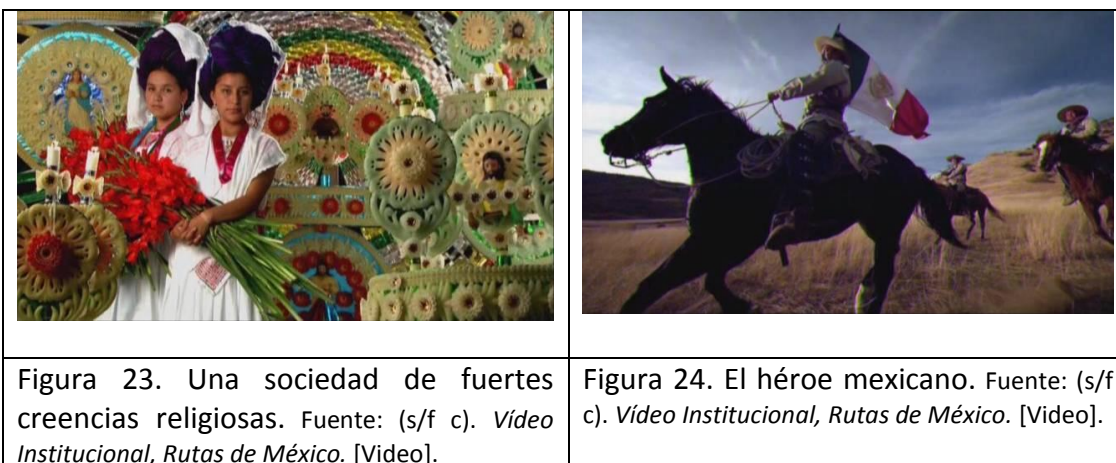 Figura 23. Una sociedad de fuertes
creencias religiosas. Fuente: (s/f c). Vídeo
Institucional, Rutas de México. [Video].
Figura 24. El héroe mexicano. Fuente: (s/f
c). Vídeo Institucional, Rutas de México. [Video].